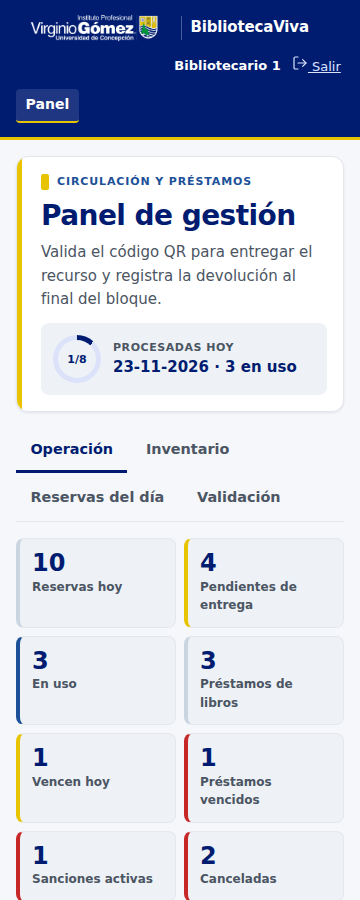 Instituto Profesional
Virginio Gómez
Universidad de Concepción
BibliotecaViva
Bibliotecario 1
Salir
Panel
CIRCULACIÓN Y PRÉSTAMOS
Panel de gestión
Valida el código QR para entregar el
recurso y registra la devolución al
final del bloque.
1/8
PROCESADAS HOY
23-11-2026 · 3 en uso
Operación
Inventario
Reservas del día
Validación
10
Reservas hoy
4
Pendientes de
entrega
3
En uso
3
Préstamos de
libros
1
Vencen hoy
1
Préstamos
vencidos
1
Sanciones activas
2
Canceladas